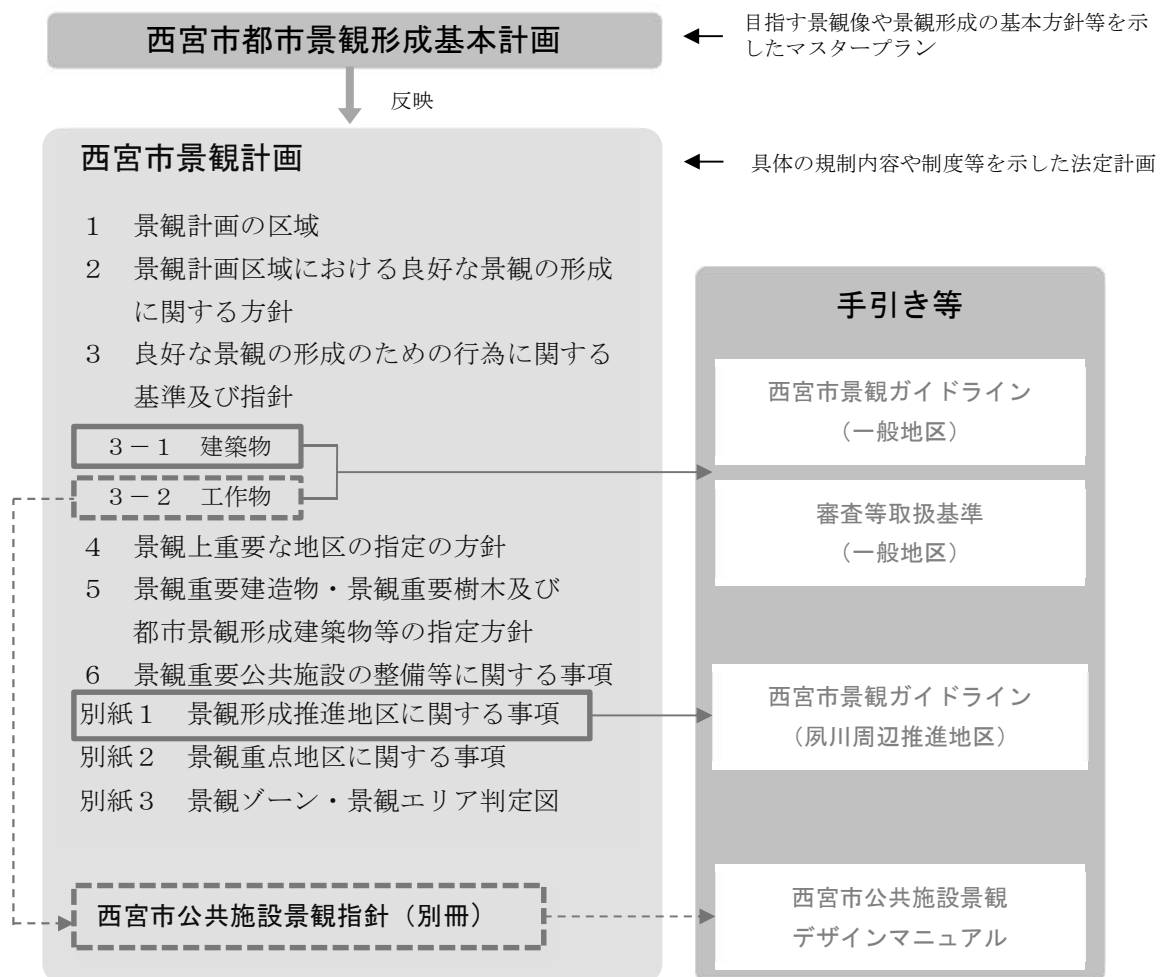 西宮市都市景観形成基本計画
目指す景観像や景観形成の基本方針等を示
したマスタープラン
反映
西宮市景観計画
具体の規制内容や制度等を示した法定計画
1 景観計画の区域
2 景観計画区域における良好な景観の形成
に関する方針
3 良好な景観の形成のための行為に関する
基準及び指針
3-1 建築物
3-2 工作物
4 景観上重要な地区の指定の方針
5 景観重要建造物・景観重要樹木及び
都市景観形成建築物等の指定方針
6 景観重要公共施設の整備等に関する事項
別紙1 景観形成推進地区に関する事項
別紙2 景観重点地区に関する事項
別紙3 景観ゾーン・景観エリア判定図
西宮市公共施設景観指針(別冊)
手引き等
西宮市景観ガイドライン
(一般地区)
審査等取扱基準
(一般地区)
西宮市景観ガイドライン
(夙川周辺推進地区)
西宮市公共施設景観
デザインマニュアル